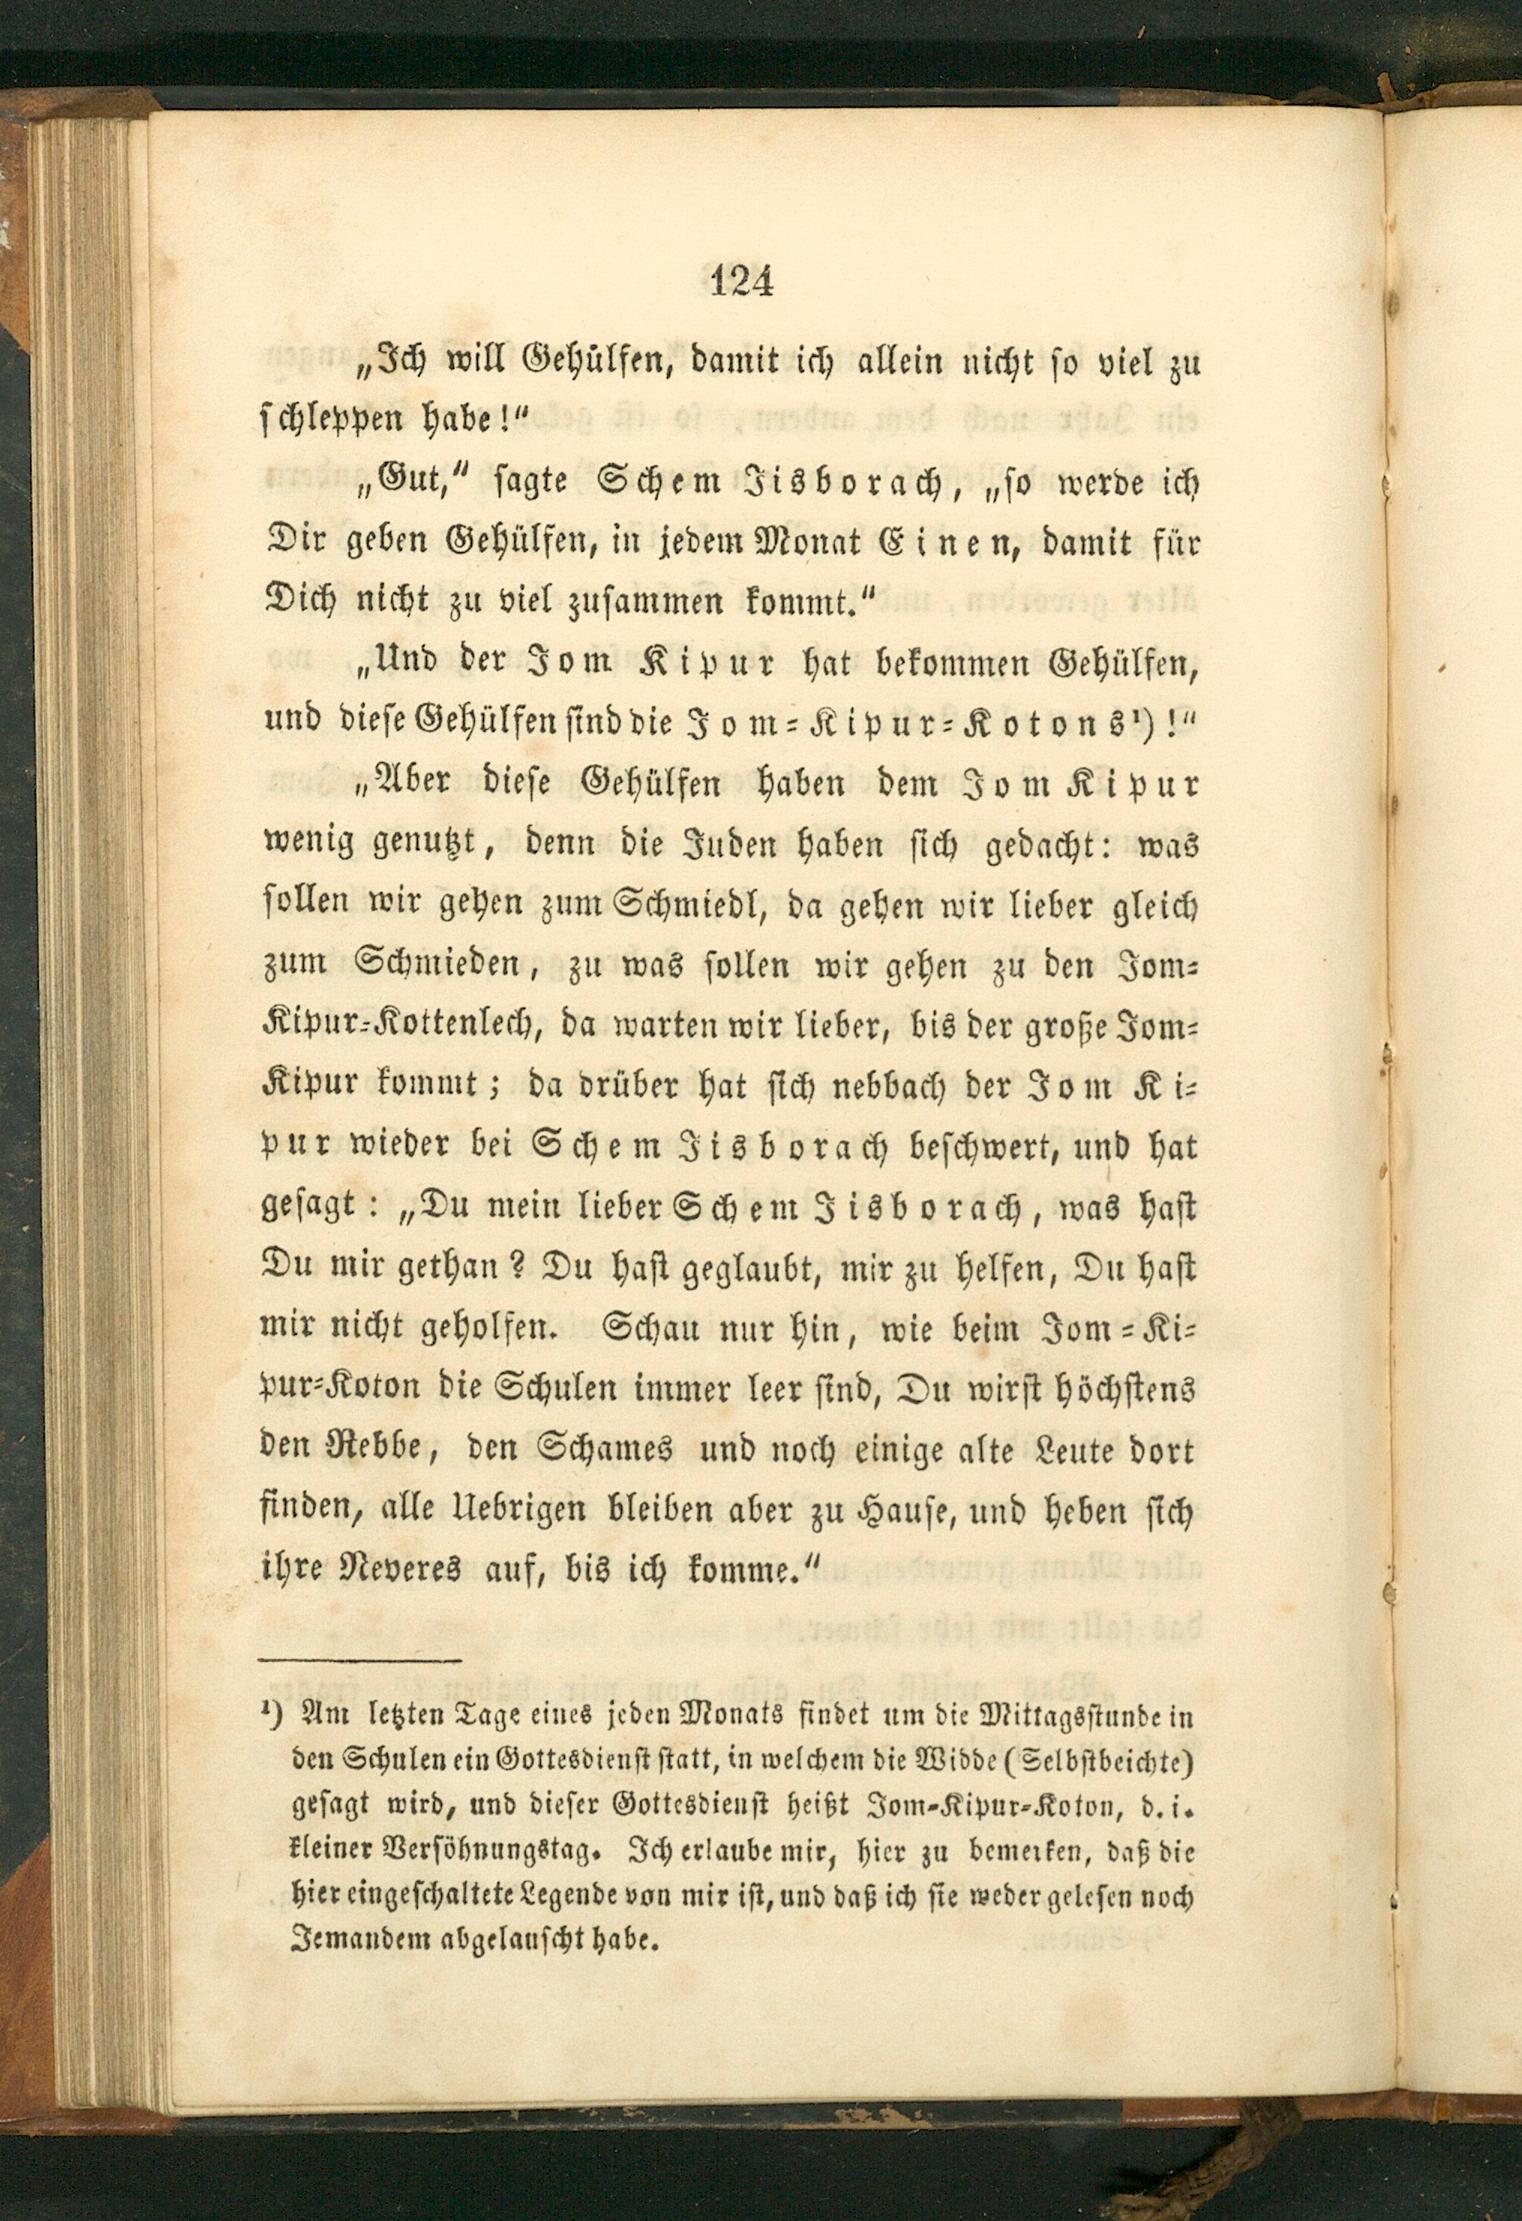 124
„Ich will Gehülfen, damit ich allein nicht so viel zu
schleppen habe!“
„Gut,“ sagte Schem Jisborach, „so werde ich
Dir geben Gehülfen, in jedem Monat Einen, damit für
Dich nicht zu viel zusammen kommt.“
„Und der Jom Kipur hat bekommen Gehülfen,
und diese Gehülfen sind die Jom-Kipur-Kotons¹)!“
„Aber diese Gehülfen haben dem Jom Kipur
wenig genutzt, denn die Juden haben sich gedacht: was
sollen wir gehen zum Schmiedl, da gehen wir lieber gleich
zum Schmieden, zu was sollen wir gehen zu den Jom-
Kipur-Kottenlech, da warten wir lieber, bis der große Jom-
Kipur kommt; da drüber hat sich nebbach der Jom Ki-
pur wieder bei Schem Jisborach beschwert, und hat
gesagt: „Du mein lieber Schem Jisborach, was hast
Du mir gethan? Du hast geglaubt, mir zu helfen, Du hast
mir nicht geholfen. Schau nur hin, wie beim Jom-Ki-
pur-Koton die Schulen immer leer sind, Du wirst höchstens
den Rebbe, den Schames und noch einige alte Leute dort
finden, alle Uebrigen bleiben aber zu Hause, und heben sich
ihre Neveres auf, bis ich komme.“
¹) Am letzten Tage eines jeden Monats findet um die Mittagsstunde in
den Schulen ein Gottesdienst statt, in welchem die Widde (Selbstbeichte)
gesagt wird, und dieser Gottesdienst heißt Jom-Kipur-Koton, d. i.
kleiner Versöhnungstag. Ich erlaube mir, hier zu bemerken, daß die
hier eingeschaltete Legende von mir ist, und daß ich sie weder gelesen noch
Jemandem abgelauscht habe.